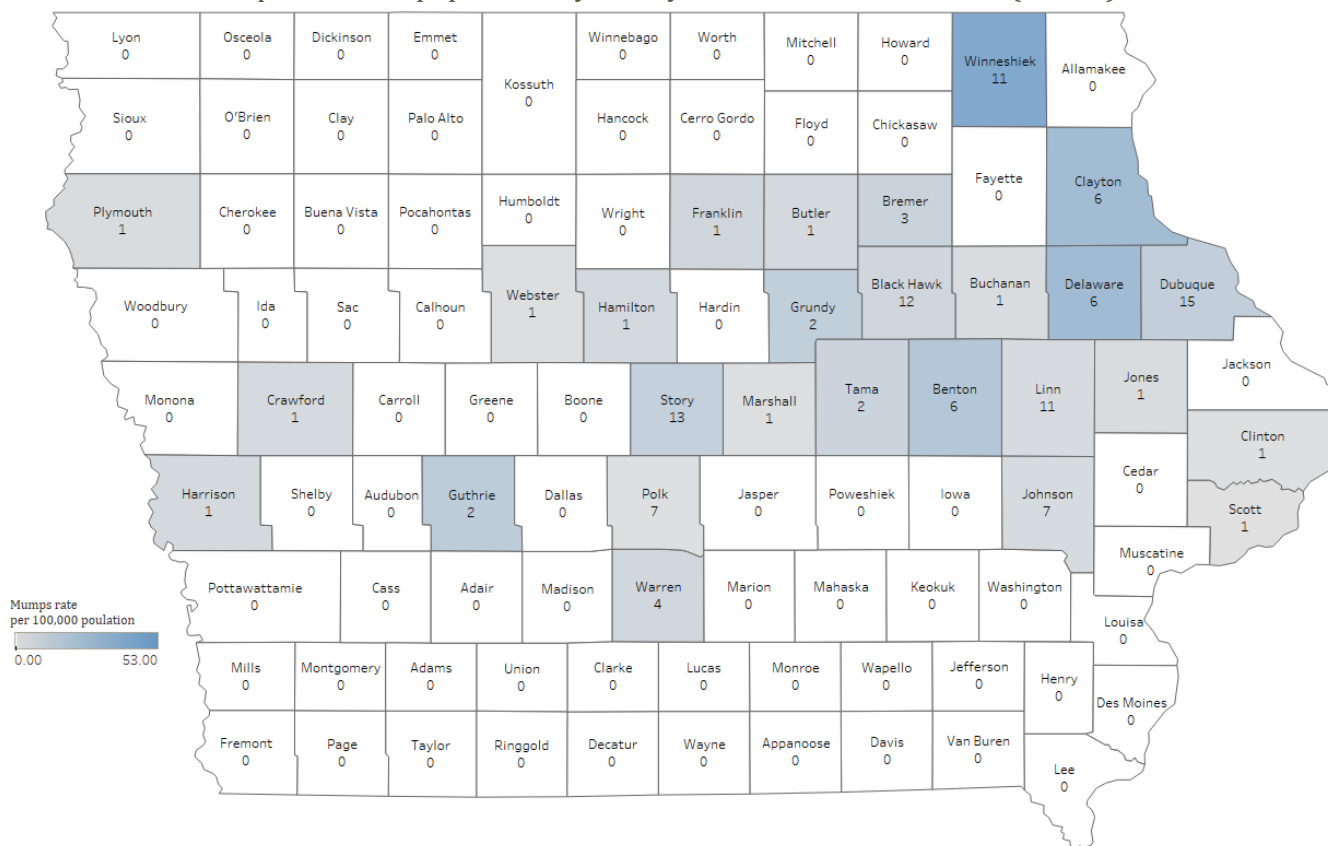 Lyon
0
Osceola
0
Dickinson
0
Emmet
0
Kossuth
0
Winnebago
0
Worth
0
Mitchell
0
Howard
0
Winneshiek
11
Allamakee
0
Sioux
0
O'Brien
0
Clay
0
Palo Alto
0
Hancock
0
Cerro Gordo
0
Floyd
0
Chickasaw
0
Fayette
0
Clayton
6
Plymouth
1
Cherokee
0
Buena Vista
0
Pocahontas
0
Humboldt
0
Wright
0
Franklin
1
Butler
1
Bremer
3
Woodbury
0
Ida
0
Sac
0
Calhoun
0
Webster
1
Hamilton
1
Hardin
0
Grundy
2
Black Hawk
12
Buchanan
1
Delaware
6
Dubuque
15
Monona
0
Crawford
1
Carroll
0
Greene
0
Boone
0
Story
13
Marshall
1
Tama
2
Benton
6
Linn
11
Jones
1
Jackson
0
Clinton
1
Harrison
1
Shelby
0
Audubon
0
Guthrie
2
Dallas
0
Polk
7
Jasper
0
Poweshiek
0
Iowa
0
Johnson
7
Cedar
0
Scott
1
Muscatine
0
Pottawattamie
0
Cass
0
Adair
0
Madison
0
Warren
4
Marion
0
Mahaska
0
Keokuk
0
Washington
0
Louisa
0
Mumps rate
per 100,000 poulation
0.00 53.00
Mills
0
Montgomery
0
Adams
0
Union
0
Clarke
0
Lucas
0
Monroe
0
Wapello
0
Jefferson
0
Henry
0
Des Moines
0
Fremont
0
Page
0
Taylor
0
Ringgold
0
Decatur
0
Wayne
0
Appanoose
0
Davis
0
Van Buren
0
Lee
0